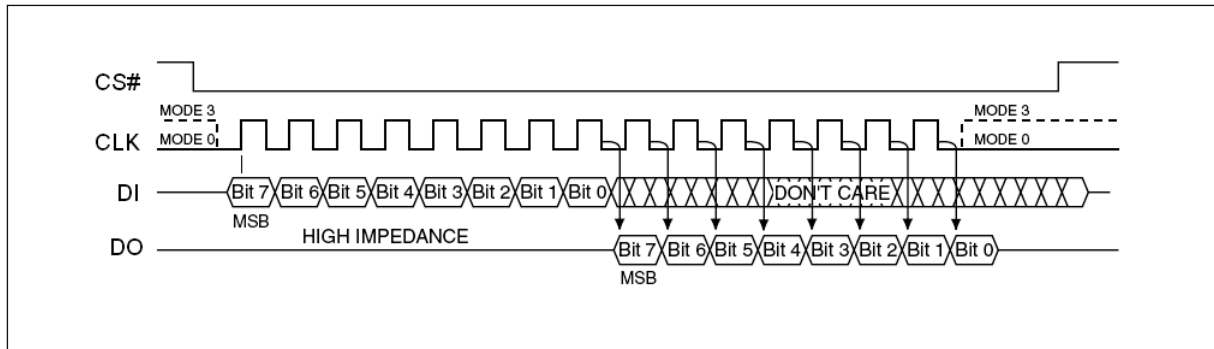 CS#
MODE 3 MODE 3
CLK MODE 0 MODE 0
DI Bit 7 Bit 6 Bit 5 Bit 4 Bit 3 Bit 2 Bit 1 Bit 0 DON'T CARE
MSB
HIGH IMPEDANCE
DO Bit 7 Bit 6 Bit 5 Bit 4 Bit 3 Bit 2 Bit 1 Bit 0
MSB